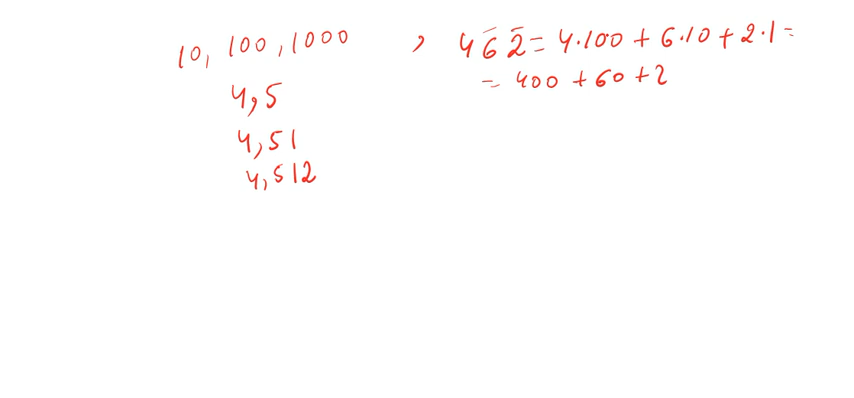 10, 100, 1000
4,5
4,51
4,512
, 462 = 4·100 + 6·10 + 2·1 =
= 400 + 60 + 2